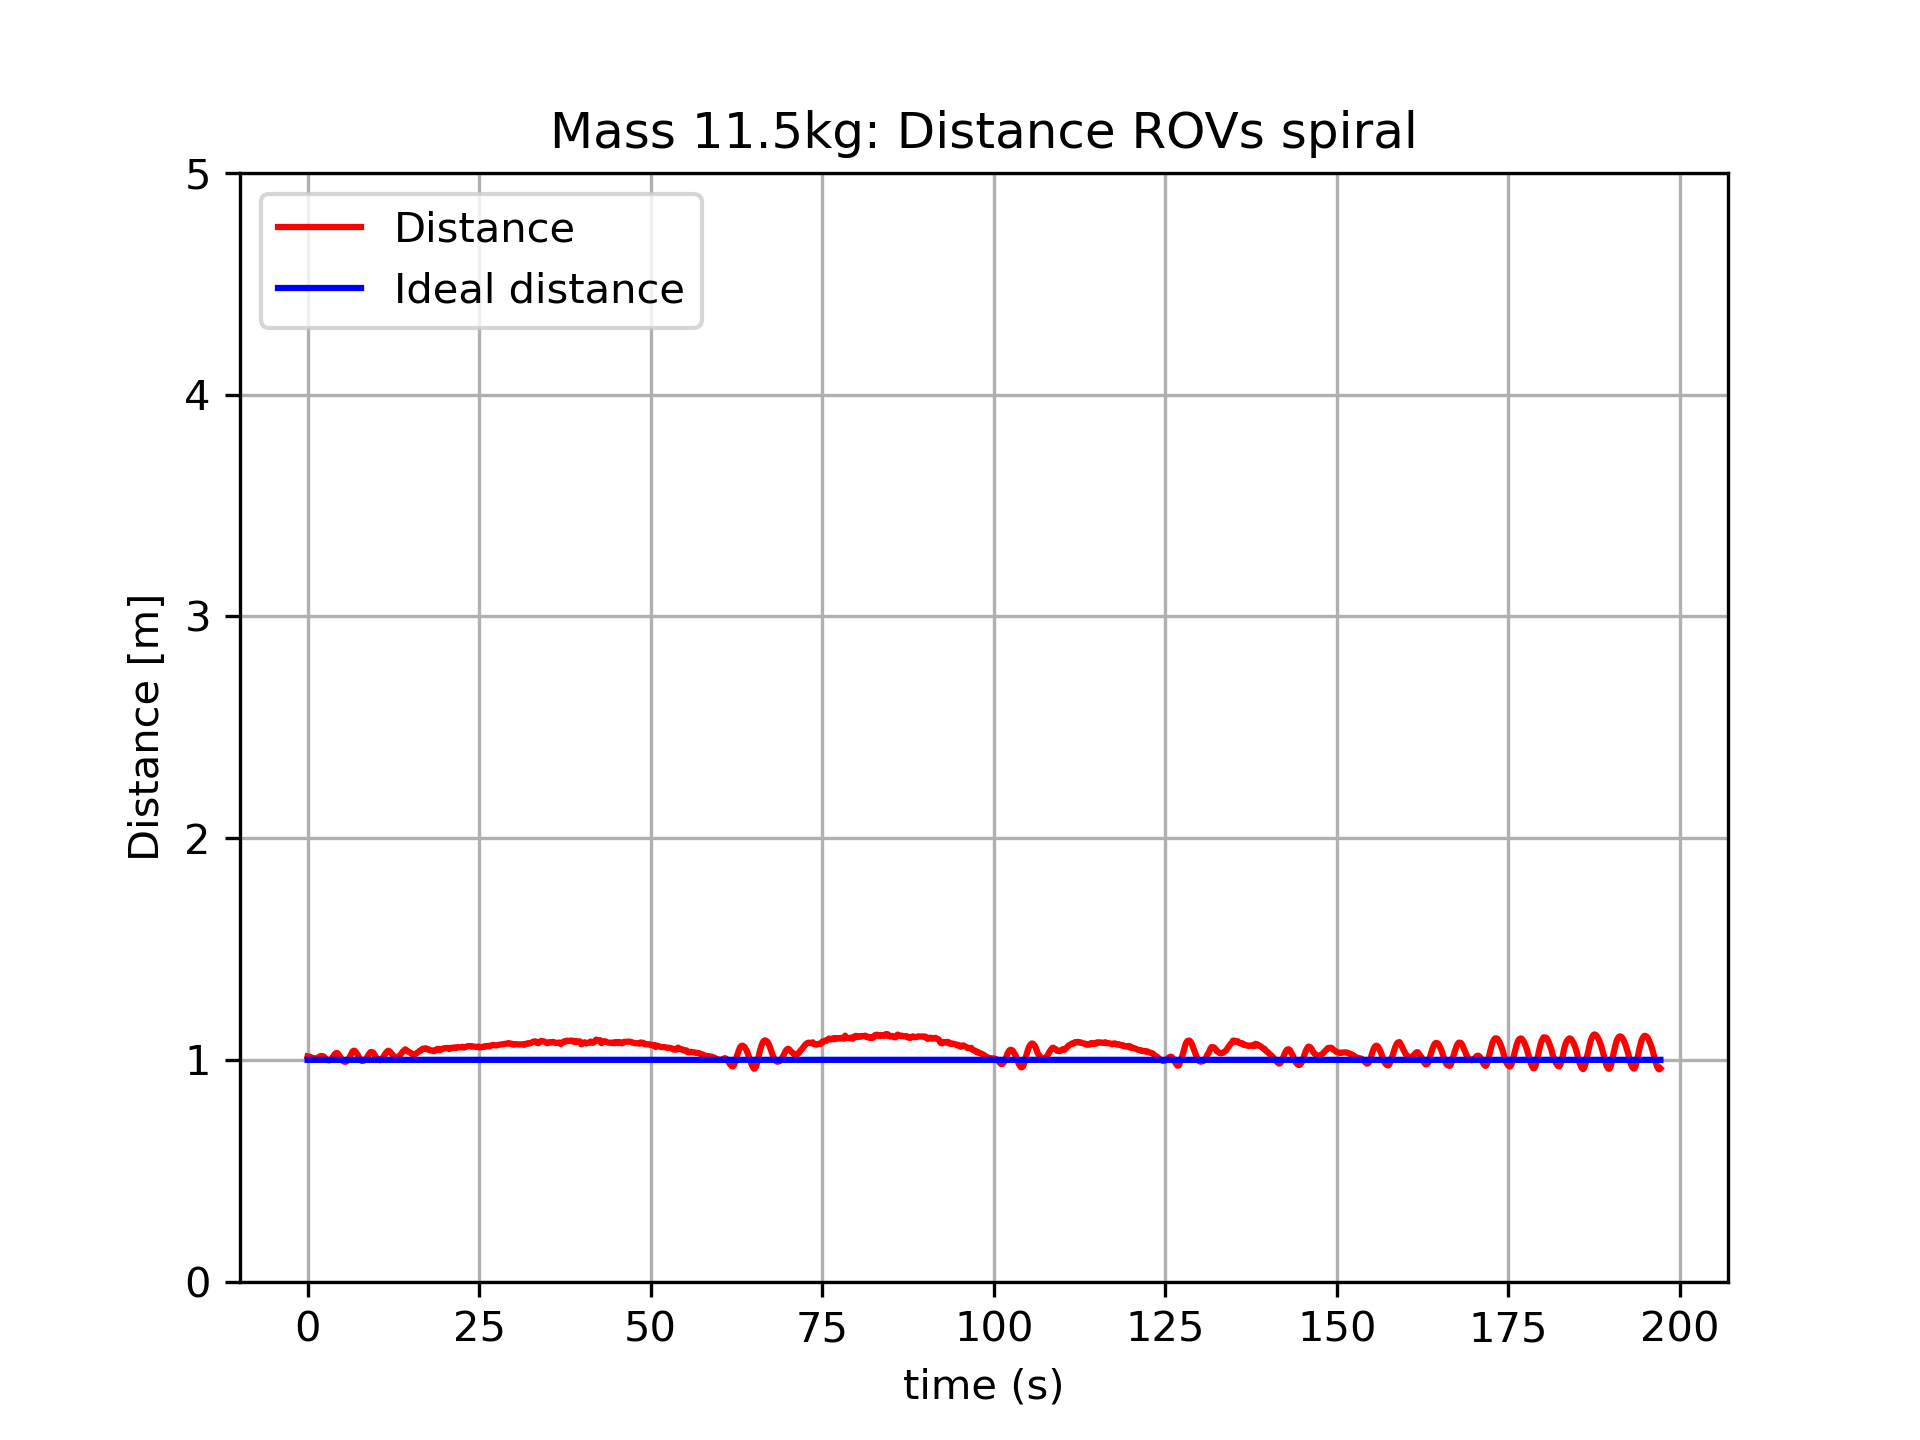 Mass 11.5kg: Distance ROVs spiral
Distance
Ideal distance
5
4
3
2
1
0
Distance [m]
0 25 50 75 100 125 150 175 200
time (s)